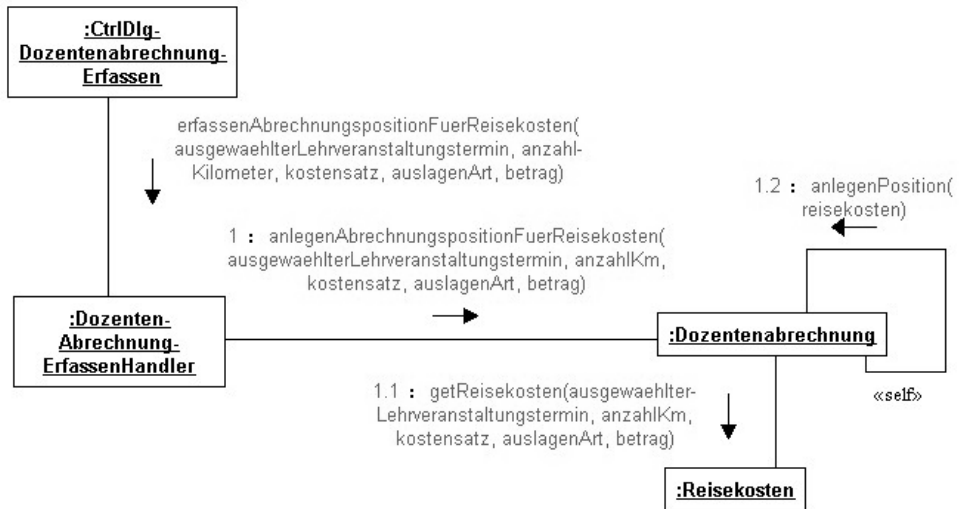 :CtrlDlg-
Dozentenabrechnung-
Erfassen
erfassenAbrechnungspositionFuerReisekosten(
ausgewaehlterLehrveranstaltungstermin, anzahl-
Kilometer, kostensatz, auslagenArt, betrag)
1.2 : anlegenPosition(
reisekosten)
1 : anlegenAbrechnungspositionFuerReisekosten(
ausgewaehlterLehrveranstaltungstermin, anzahlKm,
kostensatz, auslagenArt, betrag)
:Dozenten-
Abrechnung-
ErfassenHandler
:Dozentenabrechnung
«self»
1.1 : getReisekosten(ausgewaehlter-
Lehrveranstaltungstermin, anzahlKm,
kostensatz, auslagenArt, betrag)
:Reisekosten